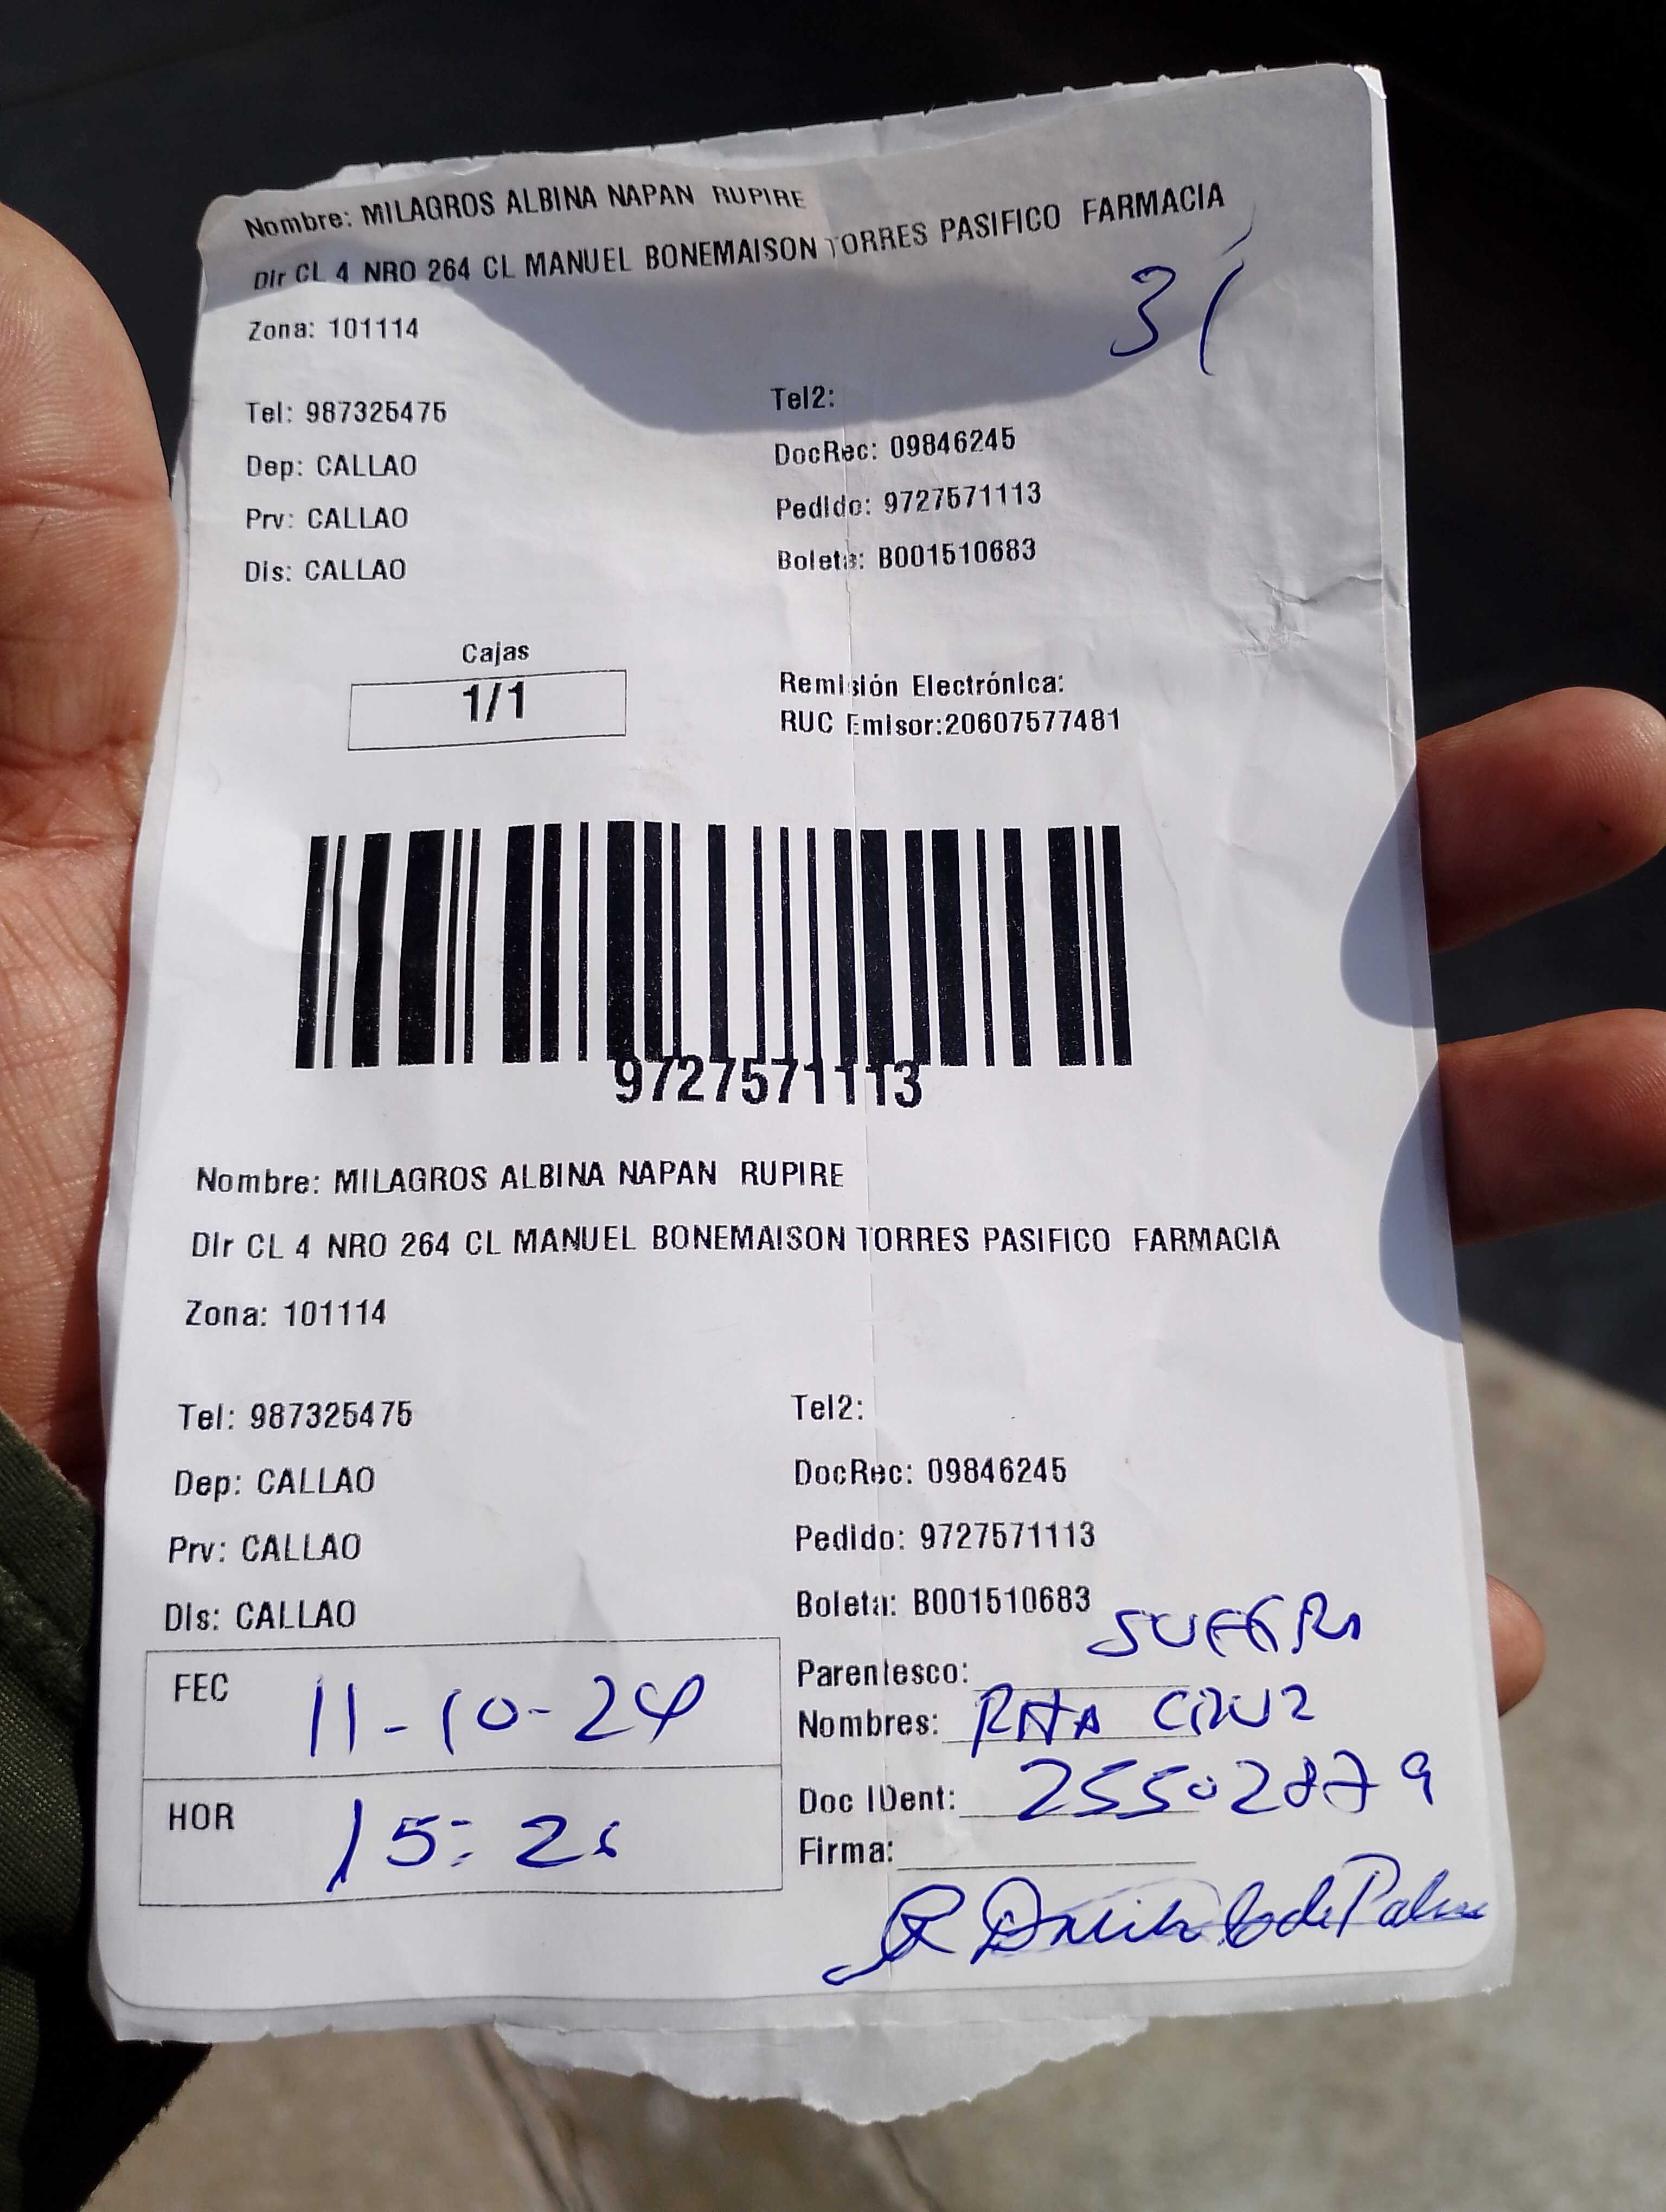 Nombre: MILAGROS ALBINA NAPAN RUPIRE
Dir CL 4 NRO 264 CL MANUEL BONEMAISON TORRES PASIFICO FARMACIA
31
Zona: 101114
Tel: 987325475 Tel2:
Dep: CALLAO DocRec: 09846245
Prv: CALLAO Pedido: 9727571113
Dis: CALLAO Boleta: B001510683
Cajas
1/1
Remisión Electrónica:
RUC Emisor:20607577481
9727571113
Nombre: MILAGROS ALBINA NAPAN RUPIRE
Dir CL 4 NRO 264 CL MANUEL BONEMAISON TORRES PASIFICO FARMACIA
Zona: 101114
Tel: 987325475 Tel2:
Dep: CALLAO DocRec: 09846245
Prv: CALLAO Pedido: 9727571113
Dis: CALLAO Boleta: B001510683
FEC 11-10-24
HOR
Parentesco: SUEGRA
Nombres: CRUZ
Doc IDent: 25502879
Firma: de Palma